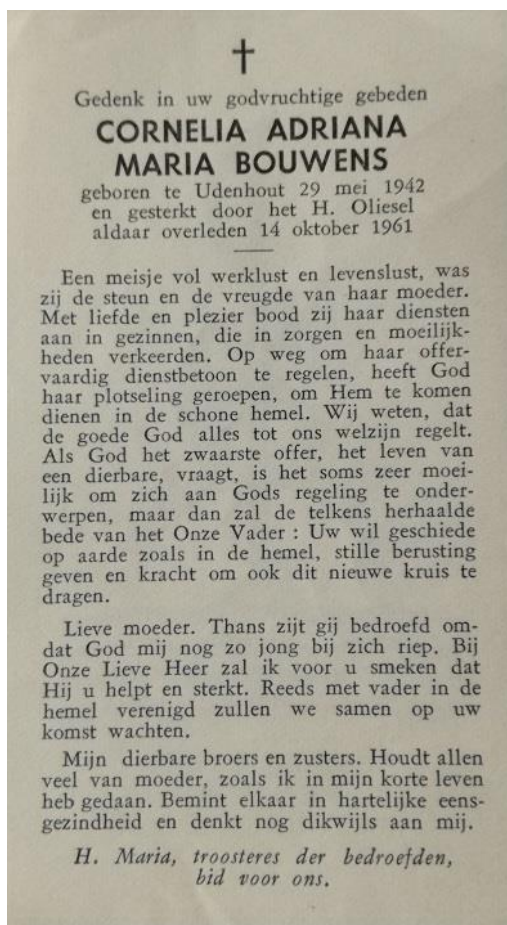 Gedenk in uw godvruchtige gebeden
CORNELIA ADRIANA
MARIA BOUWENS
geboren te Udenhout 29 mei 1942
en gesterkt door het H. Oliesel
aldaar overleden 14 oktober 1961
Een meisje vol werklust en levenslust, was
zij de steun en de vreugde van haar moeder.
Met liefde en plezier bood zij haar diensten
aan in gezinnen, die in zorgen en moeilijk-
heden verkeerden. Op weg om haar offer-
vaardig dienstbetoon te regelen, heeft God
haar plotseling geroepen, om Hem te komen
dienen in de schone hemel. Wij weten, dat
de goede God alles tot ons welzijn regelt.
Als God het zwaarste offer, het leven van
een dierbare, vraagt, is het soms zeer moei-
lijk om zich aan Gods regeling te onder-
werpen, maar dan zal de telkens herhaalde
bede van het Onze Vader : Uw wil geschiede
op aarde zoals in de hemel, stille berusting
geven en kracht om ook dit nieuwe kruis te
dragen.
Lieve moeder. Thans zijt gij bedroefd om-
dat God mij nog zo jong bij zich riep. Bij
Onze Lieve Heer zal ik voor u smeken dat
Hij u helpt en sterkt. Reeds met vader in de
hemel verenigd zullen we samen op uw
komst wachten.
Mijn dierbare broers en zusters. Houdt allen
veel van moeder, zoals ik in mijn korte leven
heb gedaan. Bemint elkaar in hartelijke eens-
gezindheid en denkt nog dikwijls aan mij.
H. Maria, troosteres der bedroefden,
bid voor ons.